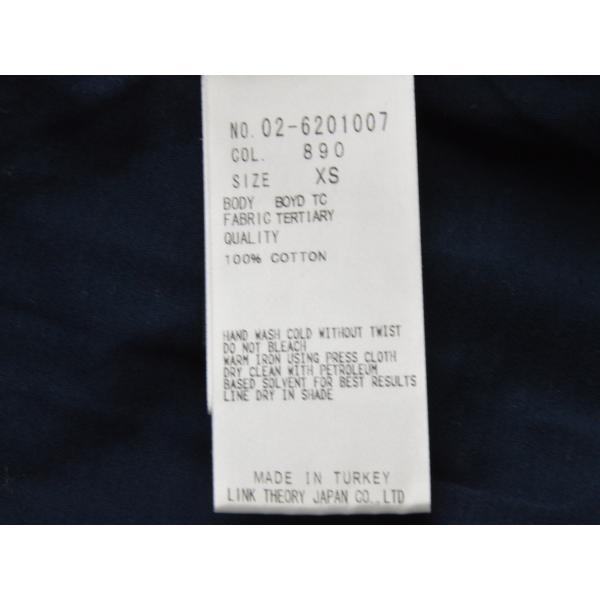 NO. 02-6201007
COL. 890
SIZE XS
BODY BOYD TC
FABRIC TERTIARY
QUALITY
100% COTTON
HAND WASH COLD WITHOUT TWIST
DO NOT BLEACH
WARM IRON USING PRESS CLOTH
DRY CLEAN WITH PETROLEUM
BASED SOLVENT FOR BEST RESULTS
LINE DRY IN SHADE
MADE IN TURKEY
LINK THEORY JAPAN CO.,LTD